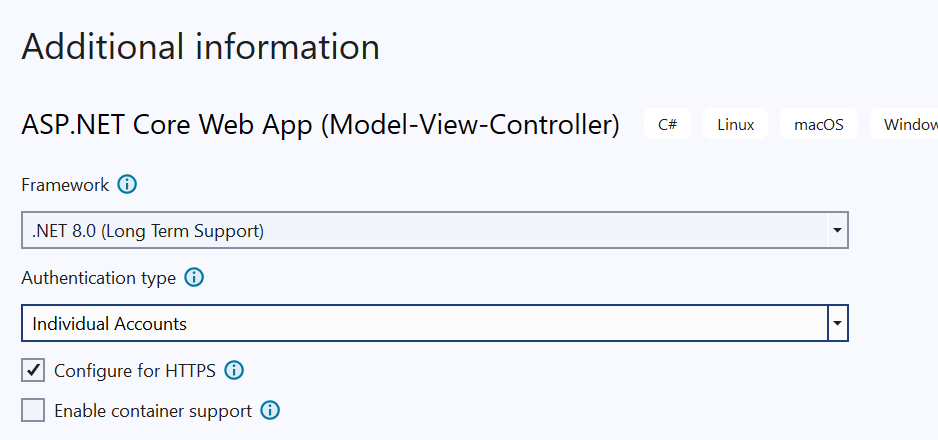 Additional information
ASP.NET Core Web App (Model-View-Controller) C# Linux macOS Window
Framework
.NET 8.0 (Long Term Support)
Authentication type
Individual Accounts
Configure for HTTPS
Enable container support